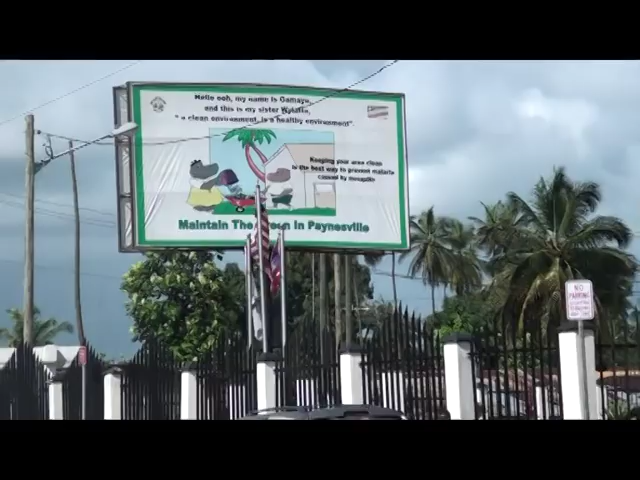 Hello ooh, my name is Gamaye,
and this is my sister
"a clean environment, is a healthy environment".
Keeping your area clean
is the best way to prevent malaria
caused by mosquito
Maintain The Green in Paynesville
NO
PARKING